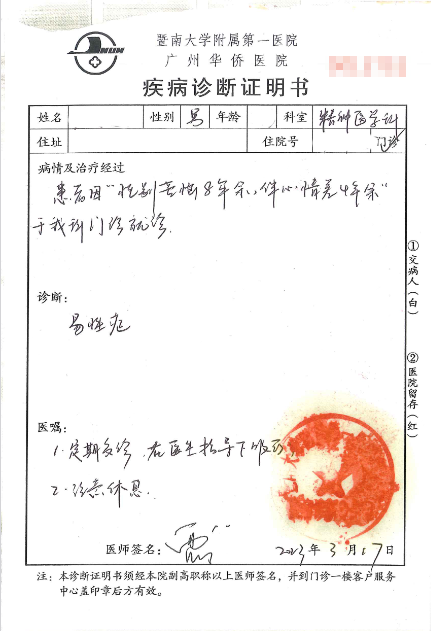 暨南大学附属第一医院
广州华侨医院
疾病诊断证明书
姓名 性别 男 年龄 科室 精神医学科
住址 住院号 门诊
病情及治疗经过
患者因“性别苦恼8年余，伴心情差4年余”
于我科门诊就诊.
诊断：
易性症
医嘱：
1. 定期复诊，在医生指导下服药
2. 注意休息.
医师签名：
2023年3月17日
注：本诊断证明书须经本院副高职称以上医师签名，并到门诊一楼客户服务
中心盖印章后方有效。
①交病人（白）
②医院留存（红）